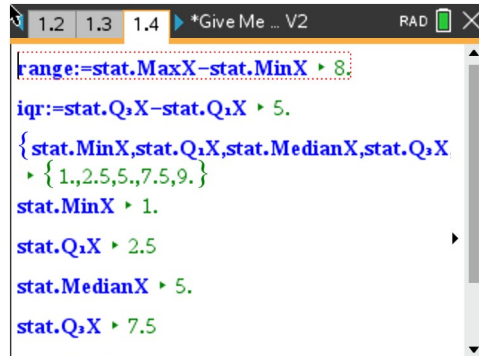 1.2 1.3 1.4 *Give Me … V2 RAD
range:=stat.MaxX−stat.MinX ▸ 8.
iqr:=stat.Q₃X−stat.Q₁X ▸ 5.
{stat.MinX,stat.Q₁X,stat.MedianX,stat.Q₃X,
▸ {1.,2.5,5.,7.5,9.}
stat.MinX ▸ 1.
stat.Q₁X ▸ 2.5
stat.MedianX ▸ 5.
stat.Q₃X ▸ 7.5